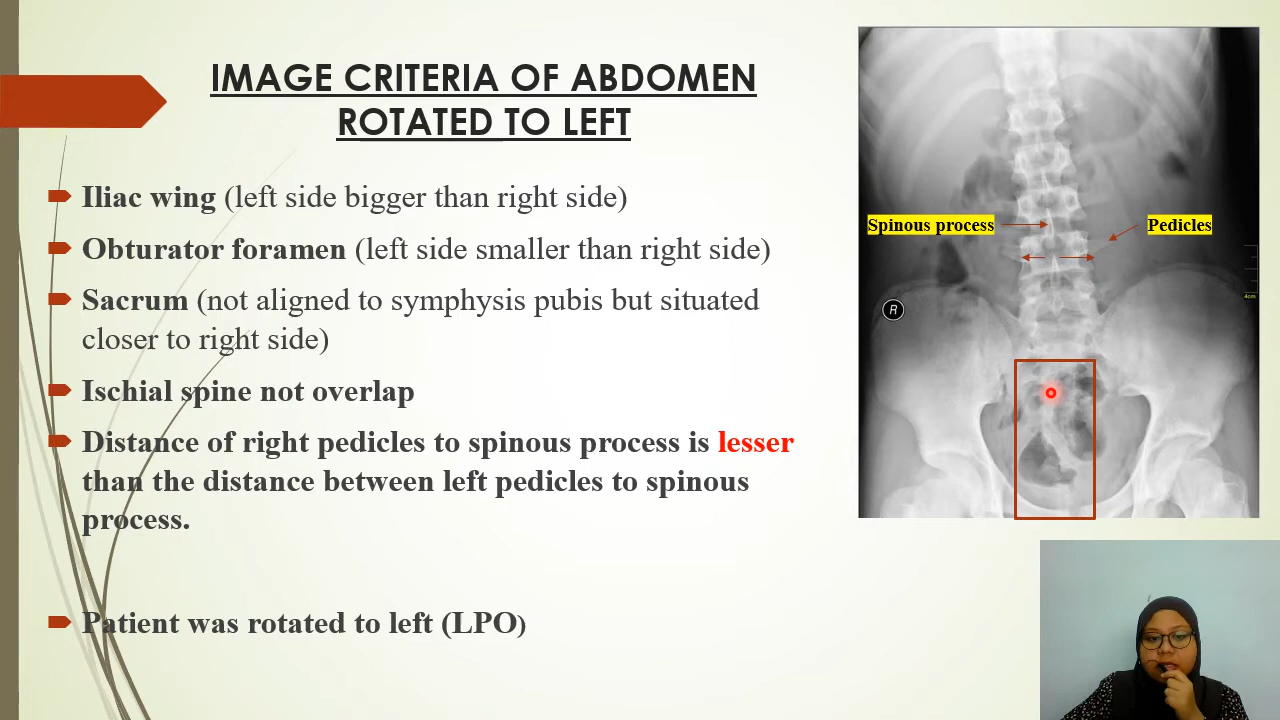 IMAGE CRITERIA OF ABDOMEN
ROTATED TO LEFT
Iliac wing (left side bigger than right side)
Obturator foramen (left side smaller than right side)
Sacrum (not aligned to symphysis pubis but situated
closer to right side)
Ischial spine not overlap
Distance of right pedicles to spinous process is lesser
than the distance between left pedicles to spinous
process.
Patient was rotated to left (LPO)
Spinous process
Pedicles
R
4cm